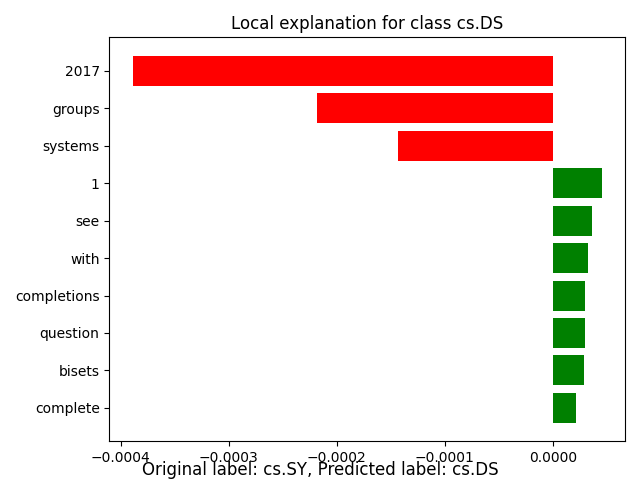 Local explanation for class cs.DS
2017
groups
systems
1
see
with
completions
question
bisets
complete
−0.0004 −0.0003 −0.0002 −0.0001 0.0000
Original label: cs.SY, Predicted label: cs.DS